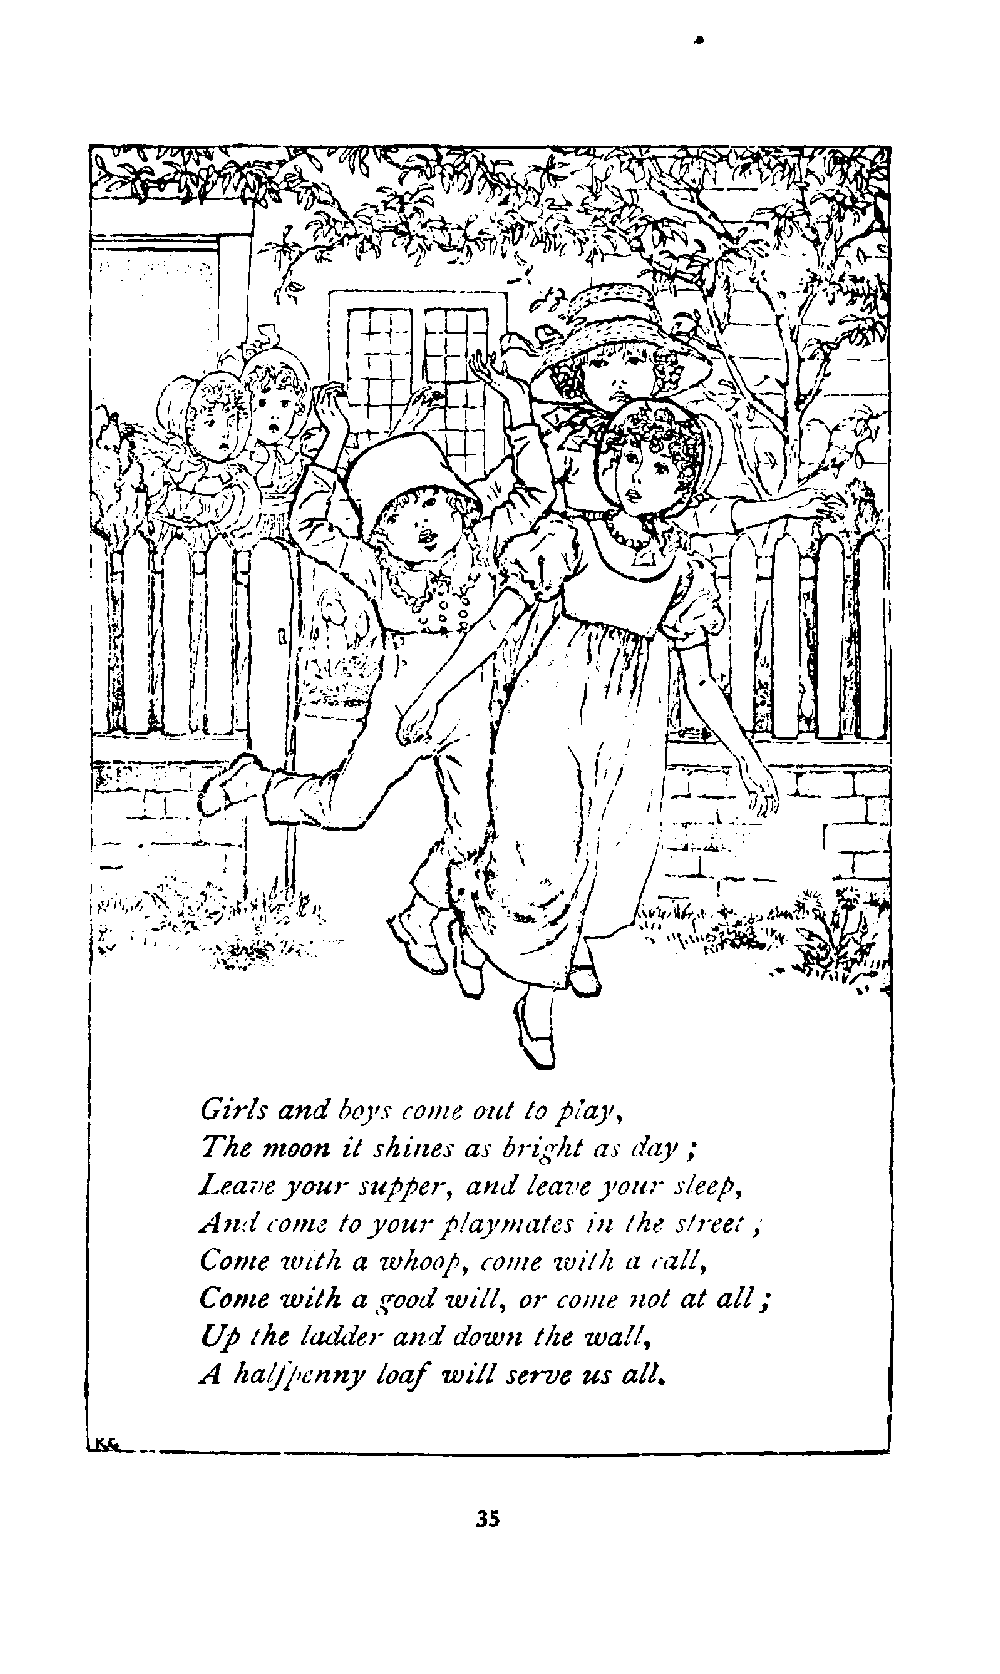 Girls and boys come out to play,
The moon it shines as bright as day ;
Leave your supper, and leave your sleep,
And come to your playmates in the street ;
Come with a whoop, come with a call,
Come with a good will, or come not at all ;
Up the ladder and down the wall,
A halfpenny loaf will serve us all.
KG
35